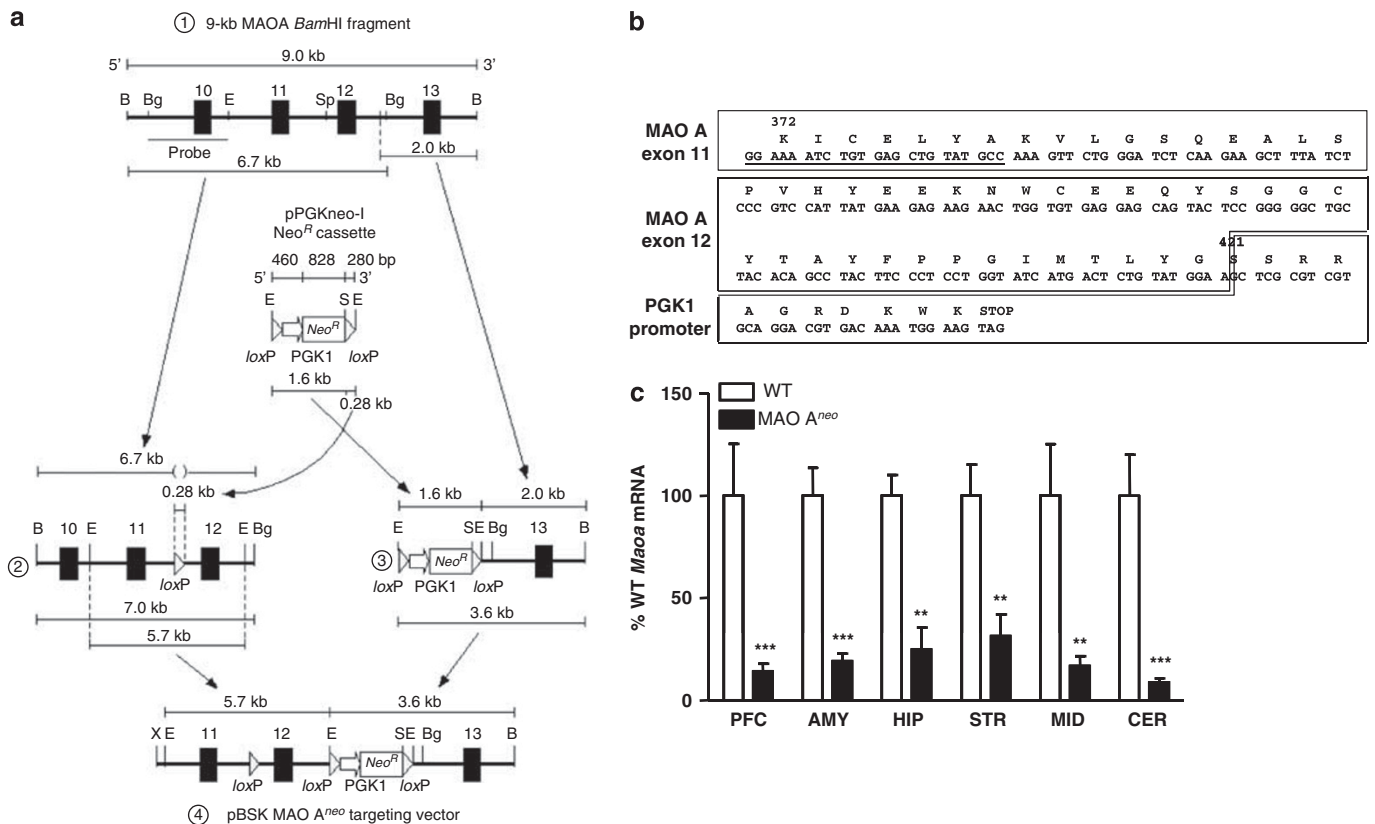 a
① 9-kb MAOA BamHI fragment
9.0 kb
5’ 3’
B Bg 10 E 11 Sp 12 Bg 13 B
Probe
2.0 kb
6.7 kb
pPGKneo-I
Neo^R cassette
460 828 280 bp
5’ 3’
E S E
Neo^R
loxP PGK1 loxP
1.6 kb
0.28 kb
6.7 kb
0.28 kb
B 10 E 11 12 E Bg
②
loxP
7.0 kb
5.7 kb
1.6 kb 2.0 kb
E SE Bg 13 B
③ Neo^R
loxP PGK1 loxP
3.6 kb
5.7 kb 3.6 kb
X E 11 12 E SE Bg 13 B
Neo^R
loxP loxP PGK1 loxP
④ pBSK MAO A^neo targeting vector
b
MAO A
exon 11
372
K I C E L Y A K V L G S Q E A L S
GG AAA ATC TGT GAG CTG TAT GCC AAA GTT CTG GGA TCT CAA GAA GCT TTA TCT
MAO A
exon 12
P V H Y E E K N W C E E Q Y S G G C
CCC GTC CAT TAT GAA GAG AAG AAC TGG TGT GAG GAG CAG TAC TCC GGG GGC TGC
421
Y T A Y F P P G I M T L Y G S S R R
TAC ACA GCC TAC TTC CCT CCT GGT ATC ATG ACT CTG TAT GGA AGC TCG CGT CGT
PGK1
promoter
A G R D K W K STOP
GCA GGA CGT GAC AAA TGG AAG TAG
c
WT
MAO A^neo
% WT Maoa mRNA
150
100
50
0
*** *** ** ** ** ***
PFC AMY HIP STR MID CER